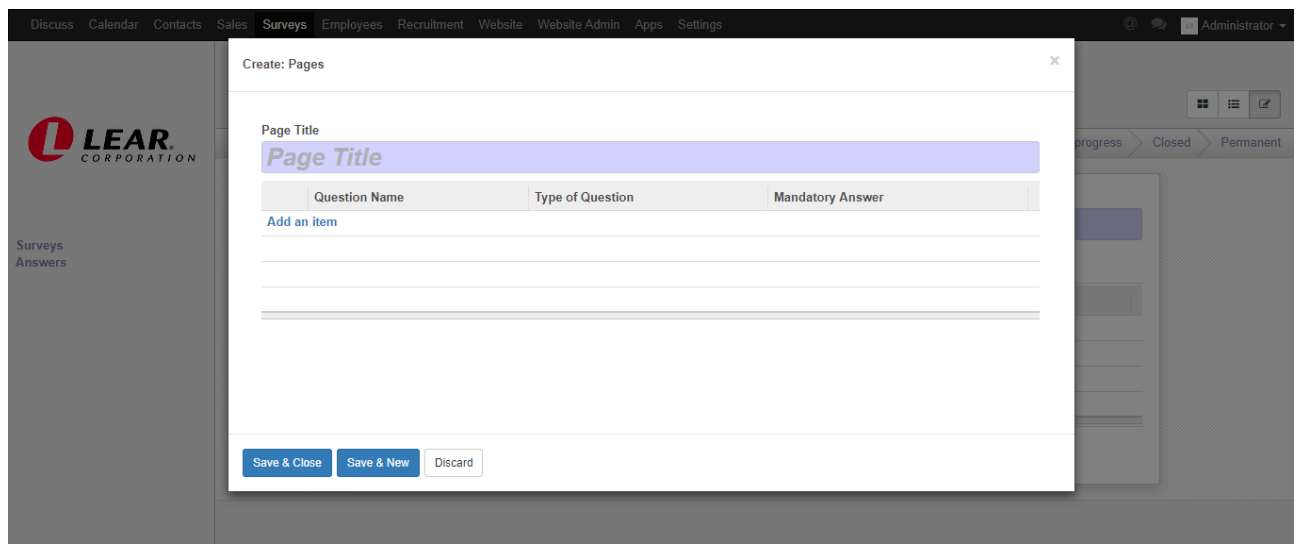 Discuss Calendar Contacts Sales Surveys Employees Recruitment Website Website Admin Apps Settings @ Administrator
Create: Pages ×
LEAR.
CORPORATION
Page Title
Page Title
progress Closed Permanent
Question Name Type of Question Mandatory Answer
Add an item
Surveys
Answers
Save & Close Save & New Discard